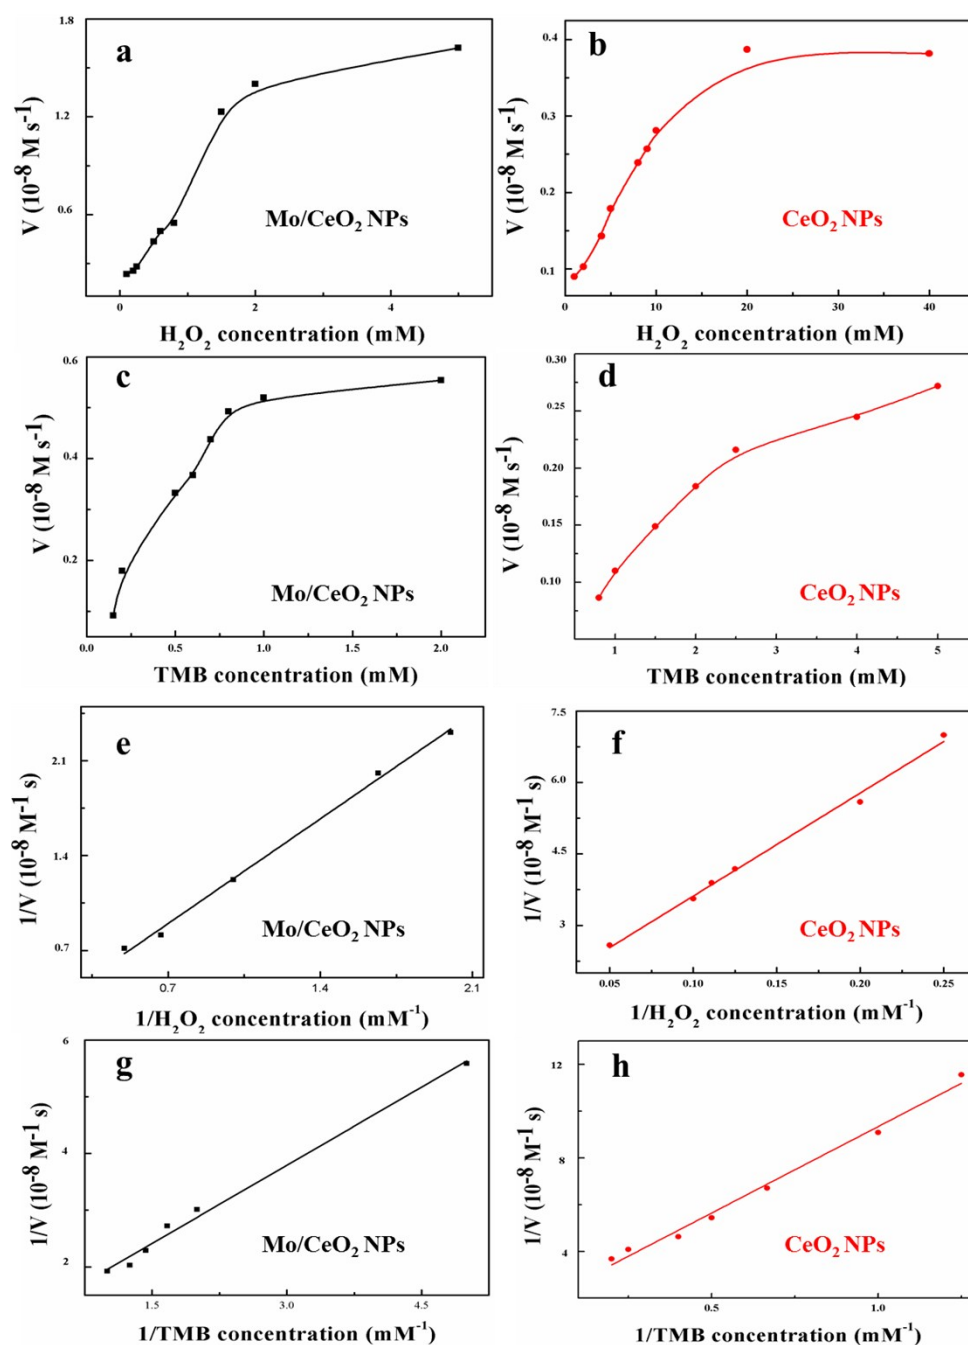 a
1.8
1.2
0.6
V (10⁻⁸ M s⁻¹)
Mo/CeO₂ NPs
0 2 4
H₂O₂ concentration (mM)
b
0.4
0.3
0.2
0.1
V (10⁻⁸ M s⁻¹)
CeO₂ NPs
0 10 20 30 40
H₂O₂ concentration (mM)
c
0.6
0.4
0.2
V (10⁻⁸ M s⁻¹)
Mo/CeO₂ NPs
0.0 0.5 1.0 1.5 2.0
TMB concentration (mM)
d
0.25
0.20
0.15
0.10
V (10⁻⁸ M s⁻¹)
CeO₂ NPs
1 2 3 4 5
TMB concentration (mM)
e
2.1
1.4
0.7
1/V (10⁻⁸ M⁻¹ s)
Mo/CeO₂ NPs
0.7 1.4 2.1
1/H₂O₂ concentration (mM⁻¹)
f
7.5
6.0
4.5
3
1/V (10⁻⁸ M⁻¹ s)
CeO₂ NPs
0.05 0.10 0.15 0.20 0.25
1/H₂O₂ concentration (mM⁻¹)
g
6
4
2
1/V (10⁻⁸ M⁻¹ s)
Mo/CeO₂ NPs
1.5 3.0 4.5
1/TMB concentration (mM⁻¹)
h
12
8
4
1/V (10⁻⁸ M⁻¹ s)
CeO₂ NPs
0.5 1.0
1/TMB concentration (mM⁻¹)